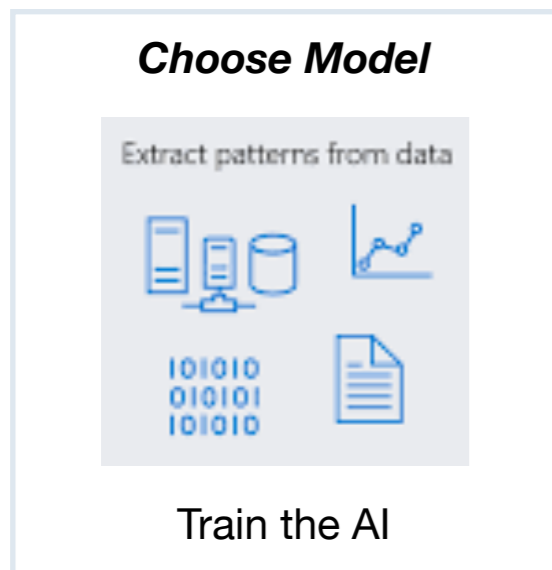 Choose Model
Extract patterns from data
101010
010101
101010
Train the AI